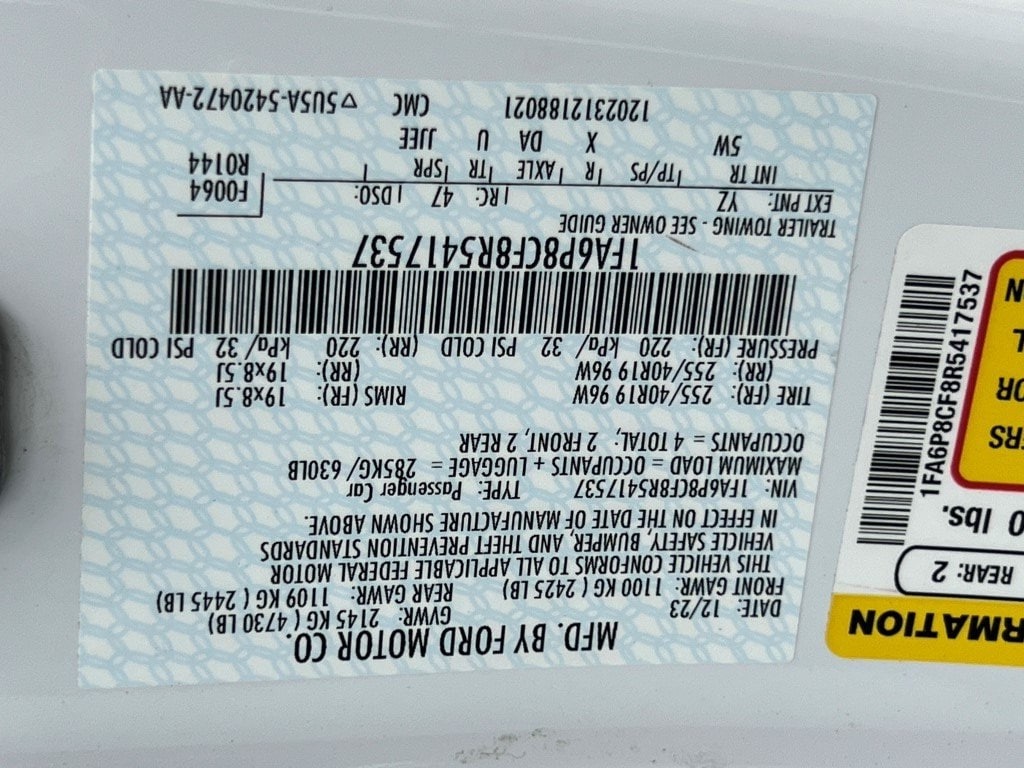 MFD. BY FORD MOTOR CO.
DATE: 12/23 GVWR: 2145 KG ( 4730 LB)
FRONT GAWR: 1100 KG ( 2425 LB) REAR GAWR: 1109 KG ( 2445 LB)
THIS VEHICLE CONFORMS TO ALL APPLICABLE FEDERAL MOTOR
VEHICLE SAFETY, BUMPER, AND THEFT PREVENTION STANDARDS
IN EFFECT ON THE DATE OF MANUFACTURE SHOWN ABOVE.
VIN: 1FA6P8CF8R5417537 TYPE: Passenger Car
MAXIMUM LOAD = OCCUPANTS + LUGGAGE = 285KG/ 630LB
OCCUPANTS = 4 TOTAL; 2 FRONT, 2 REAR
TIRE (FR): 255/40R19 96W RIMS (FR): 19x8.5J
(RR): 255/40R19 96W (RR): 19x8.5J
PRESSURE (FR): 220 kPa/ 32 PSI COLD (RR): 220 kPa/ 32 PSI COLD
1FA6P8CF8R5417537
TRAILER TOWING - SEE OWNER GUIDE
EXT PNT: YZ RC: 47 DSO: F0064
INT TR TP/PS R AXLE TR SPR R0144
5W X DA U JJEE
1202312188021 CMC ▽5U5A-5420472-AA
RMATION
REAR: 2
0 lbs.
ERS
OR
L
N
1FA6P8CF8R5417537